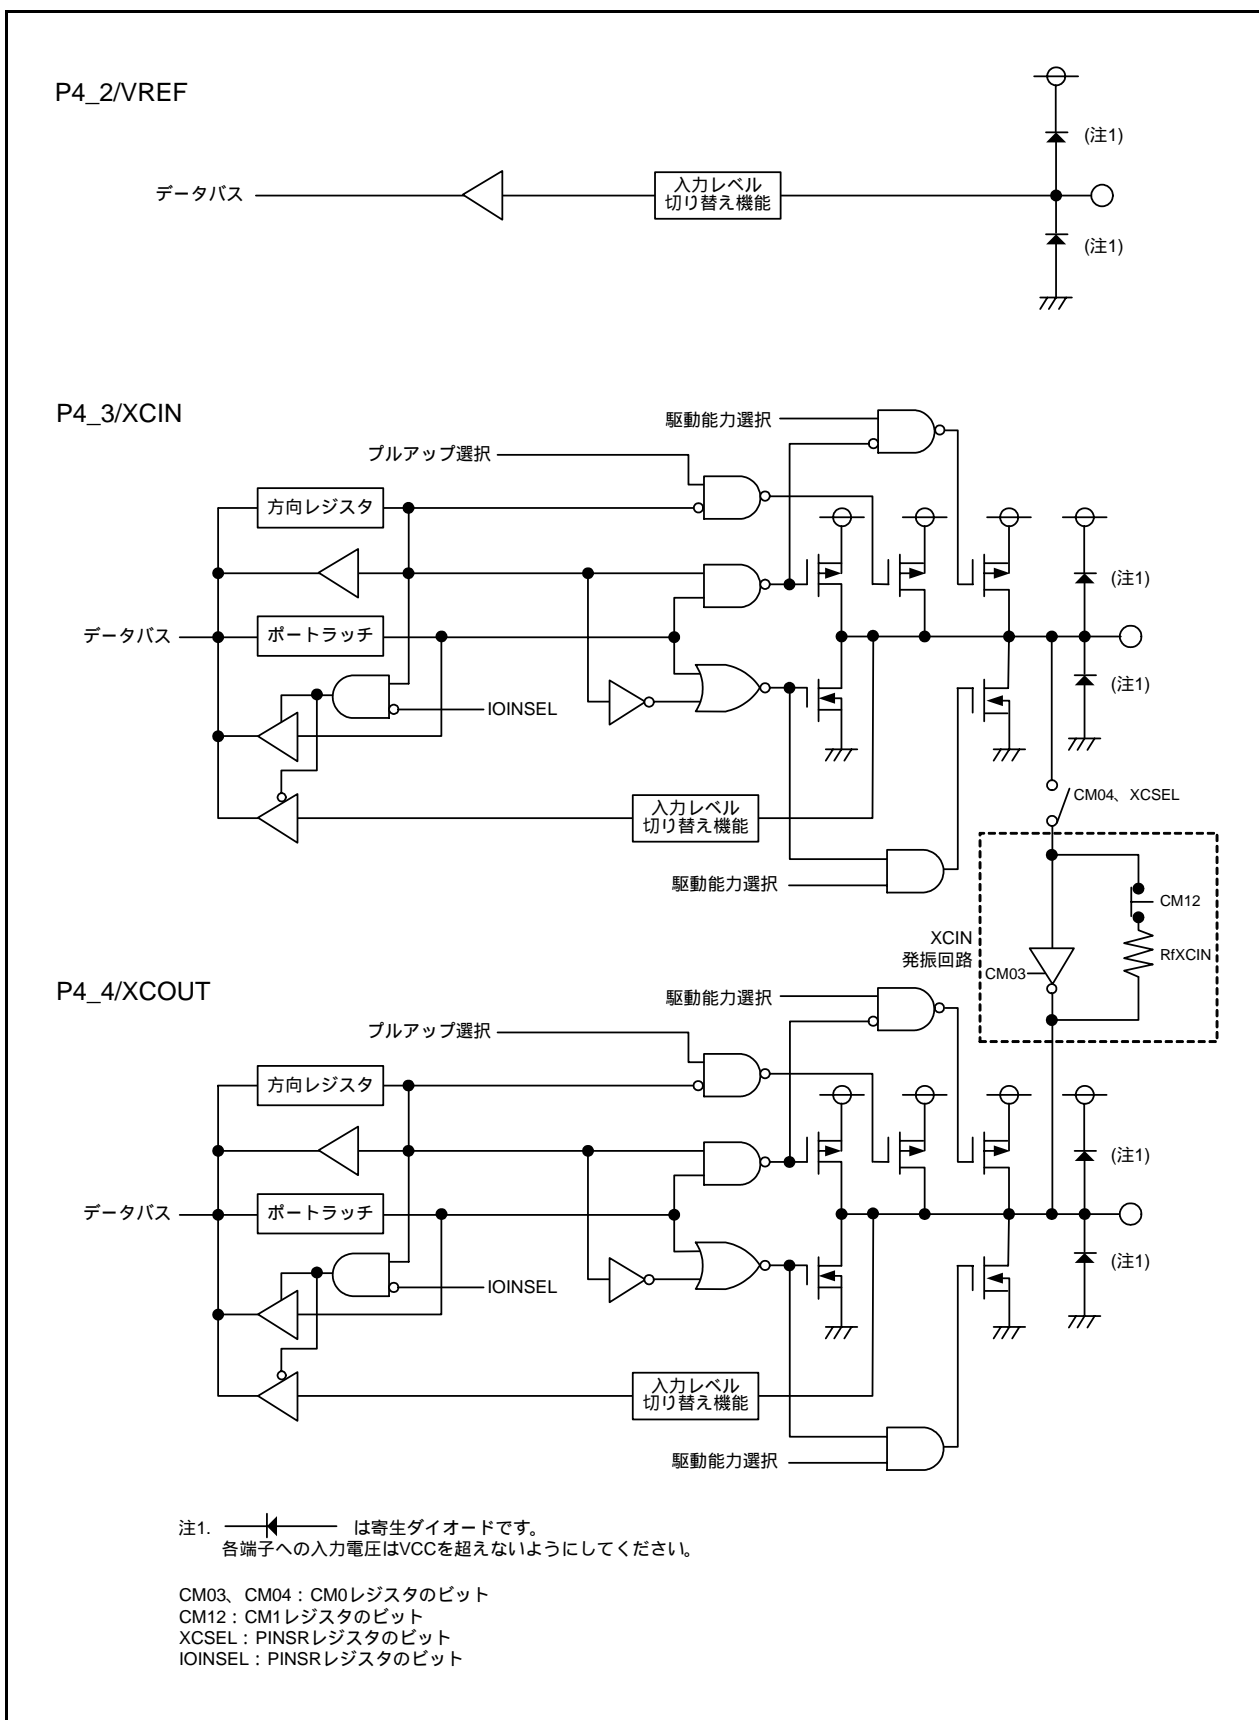 P4_2/VREF
(注1)
データバス
入力レベル
切り替え機能
(注1)
P4_3/XCIN
駆動能力選択
プルアップ選択
方向レジスタ
(注1)
データバス
ポートラッチ
(注1)
IOINSEL
CM04、XCSEL
入力レベル
切り替え機能
駆動能力選択
CM12
XCIN
発振回路
RfXCIN
CM03
P4_4/XCOUT
駆動能力選択
プルアップ選択
方向レジスタ
(注1)
データバス
ポートラッチ
(注1)
IOINSEL
入力レベル
切り替え機能
駆動能力選択
注1. は寄生ダイオードです。
各端子への入力電圧はVCCを超えないようにしてください。
CM03、CM04：CM0レジスタのビット
CM12：CM1レジスタのビット
XCSEL：PINSRレジスタのビット
IOINSEL：PINSRレジスタのビット